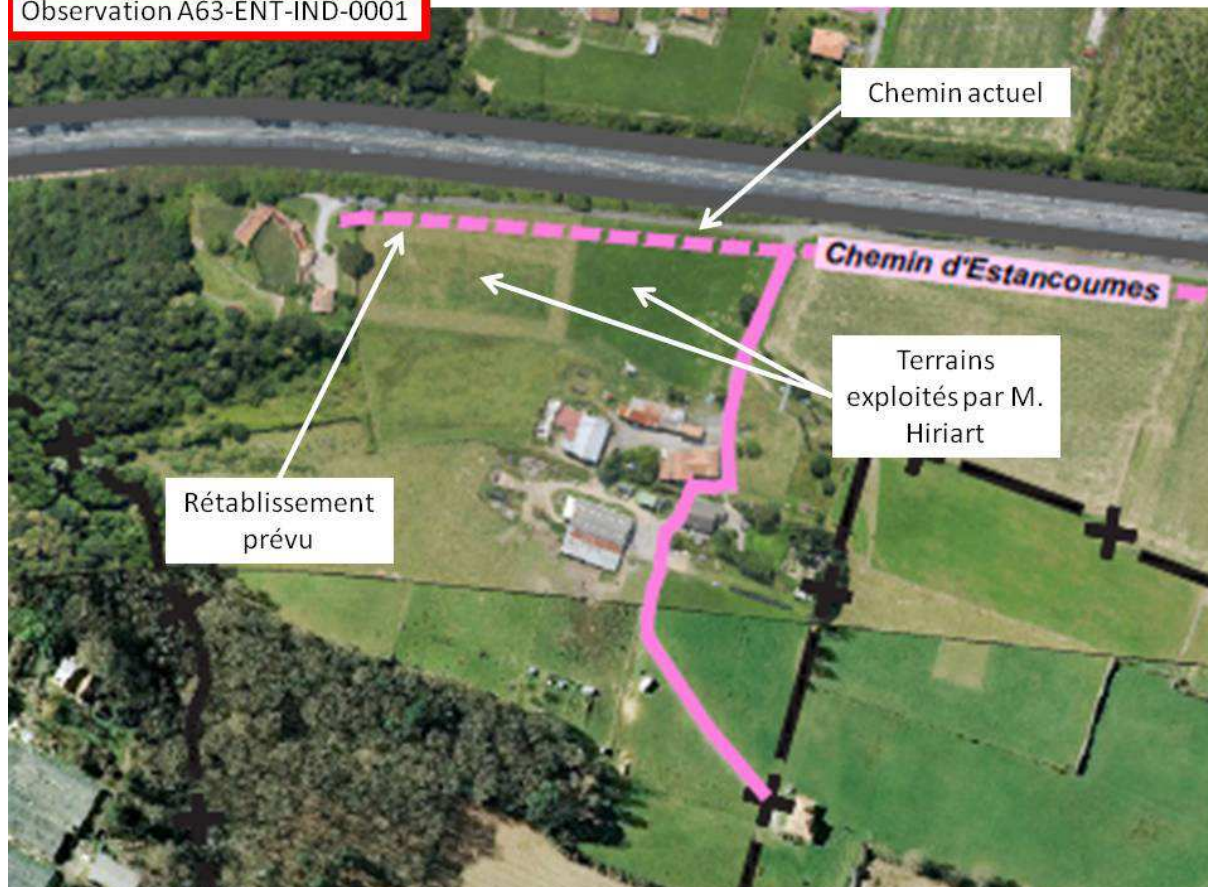 Observation A63-ENT-IND-0001
Chemin actuel
Chemin d'Estancoumes
Terrains
exploités par M.
Hiriart
Rétablissement
prévu